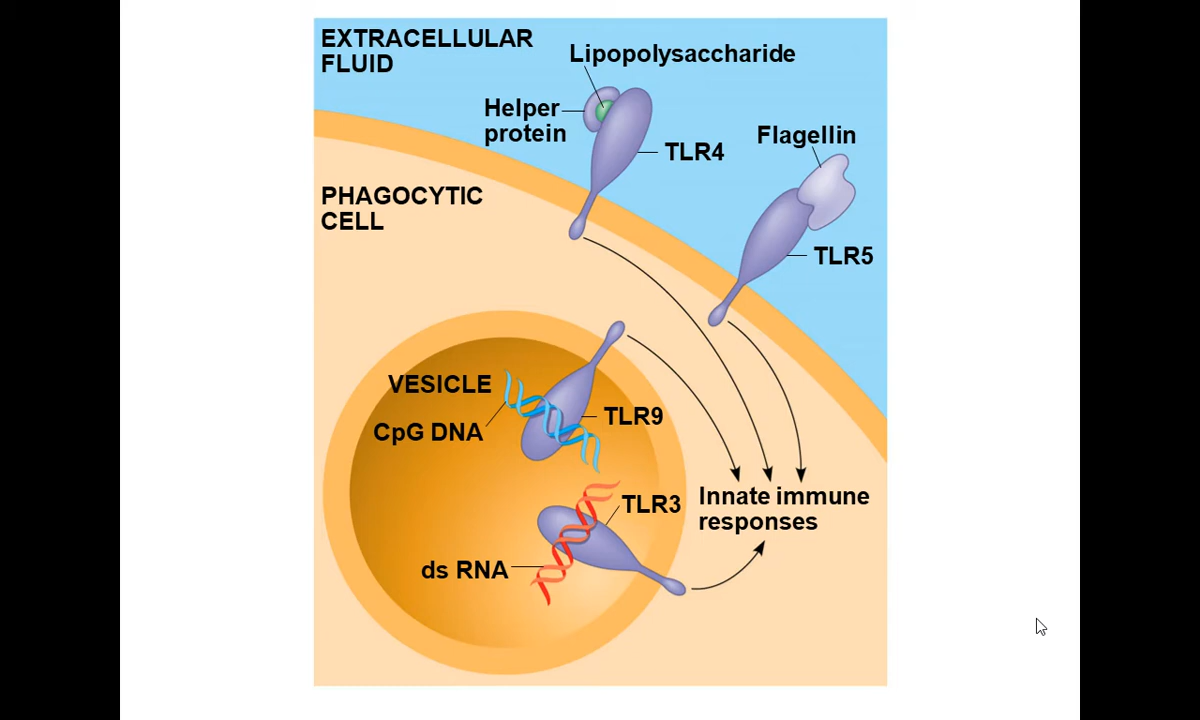 EXTRACELLULAR
FLUID
Lipopolysaccharide
Helper
protein
TLR4
Flagellin
PHAGOCYTIC
CELL
TLR5
VESICLE
CpG DNA
TLR9
TLR3
Innate immune
responses
ds RNA